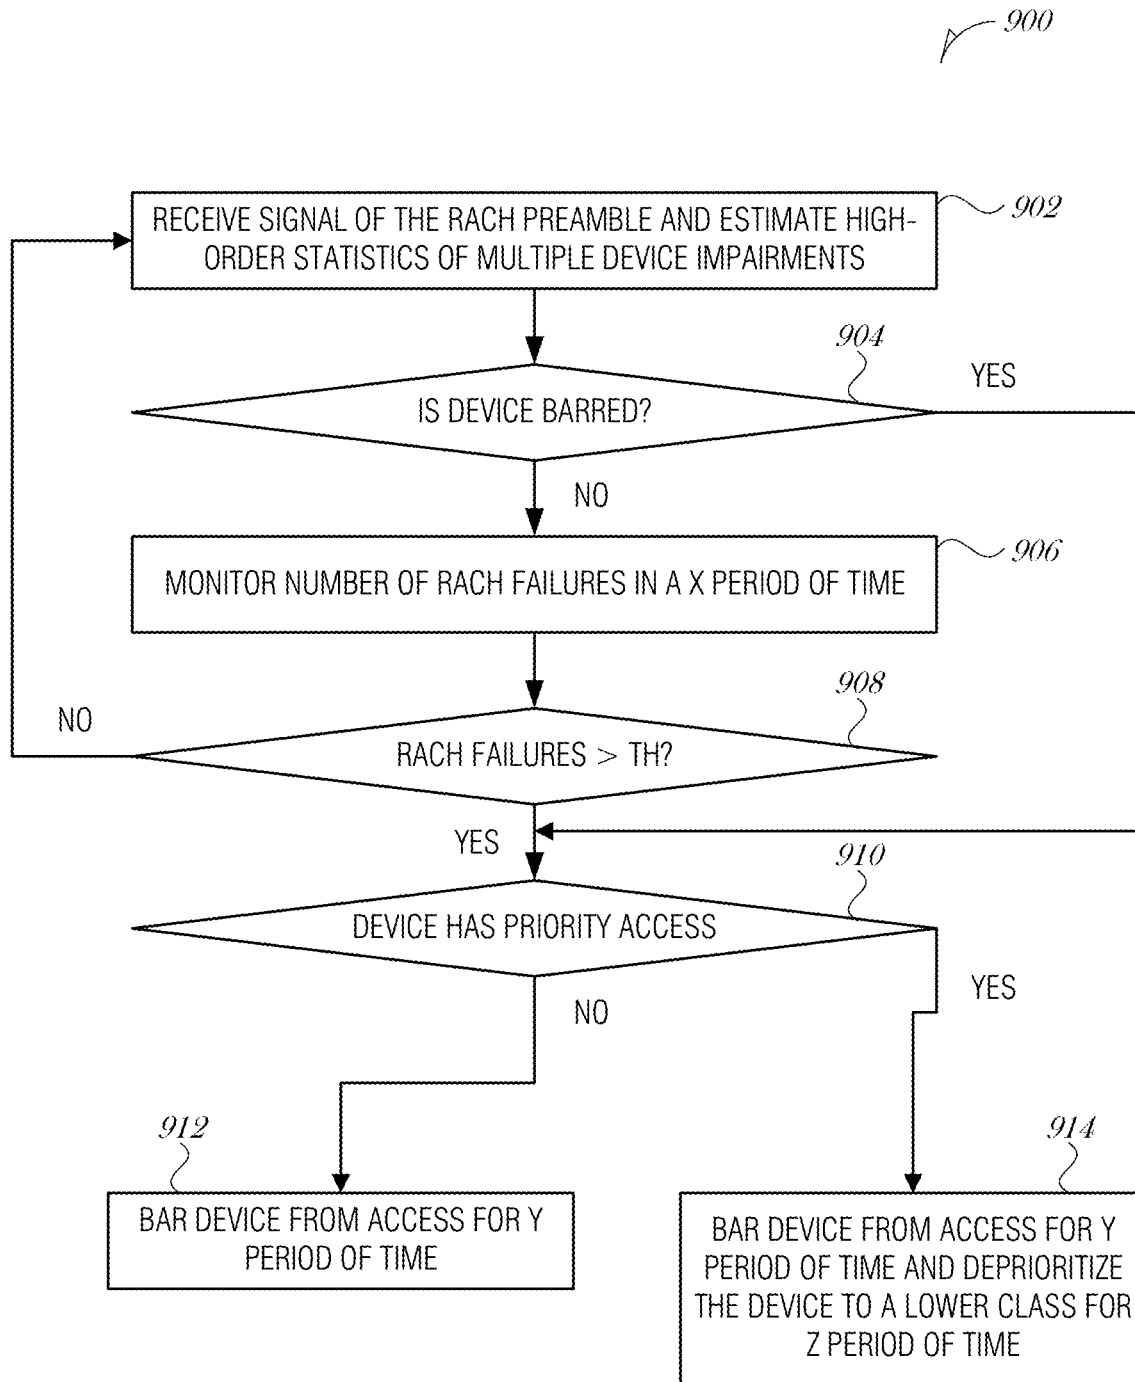 900
RECEIVE SIGNAL OF THE RACH PREAMBLE AND ESTIMATE HIGH-
ORDER STATISTICS OF MULTIPLE DEVICE IMPAIRMENTS
902
904
IS DEVICE BARRED?
YES
NO
MONITOR NUMBER OF RACH FAILURES IN A X PERIOD OF TIME
906
908
RACH FAILURES > TH?
NO
YES
910
DEVICE HAS PRIORITY ACCESS
NO
YES
912
BAR DEVICE FROM ACCESS FOR Y
PERIOD OF TIME
914
BAR DEVICE FROM ACCESS FOR Y
PERIOD OF TIME AND DEPRIORITIZE
THE DEVICE TO A LOWER CLASS FOR
Z PERIOD OF TIME